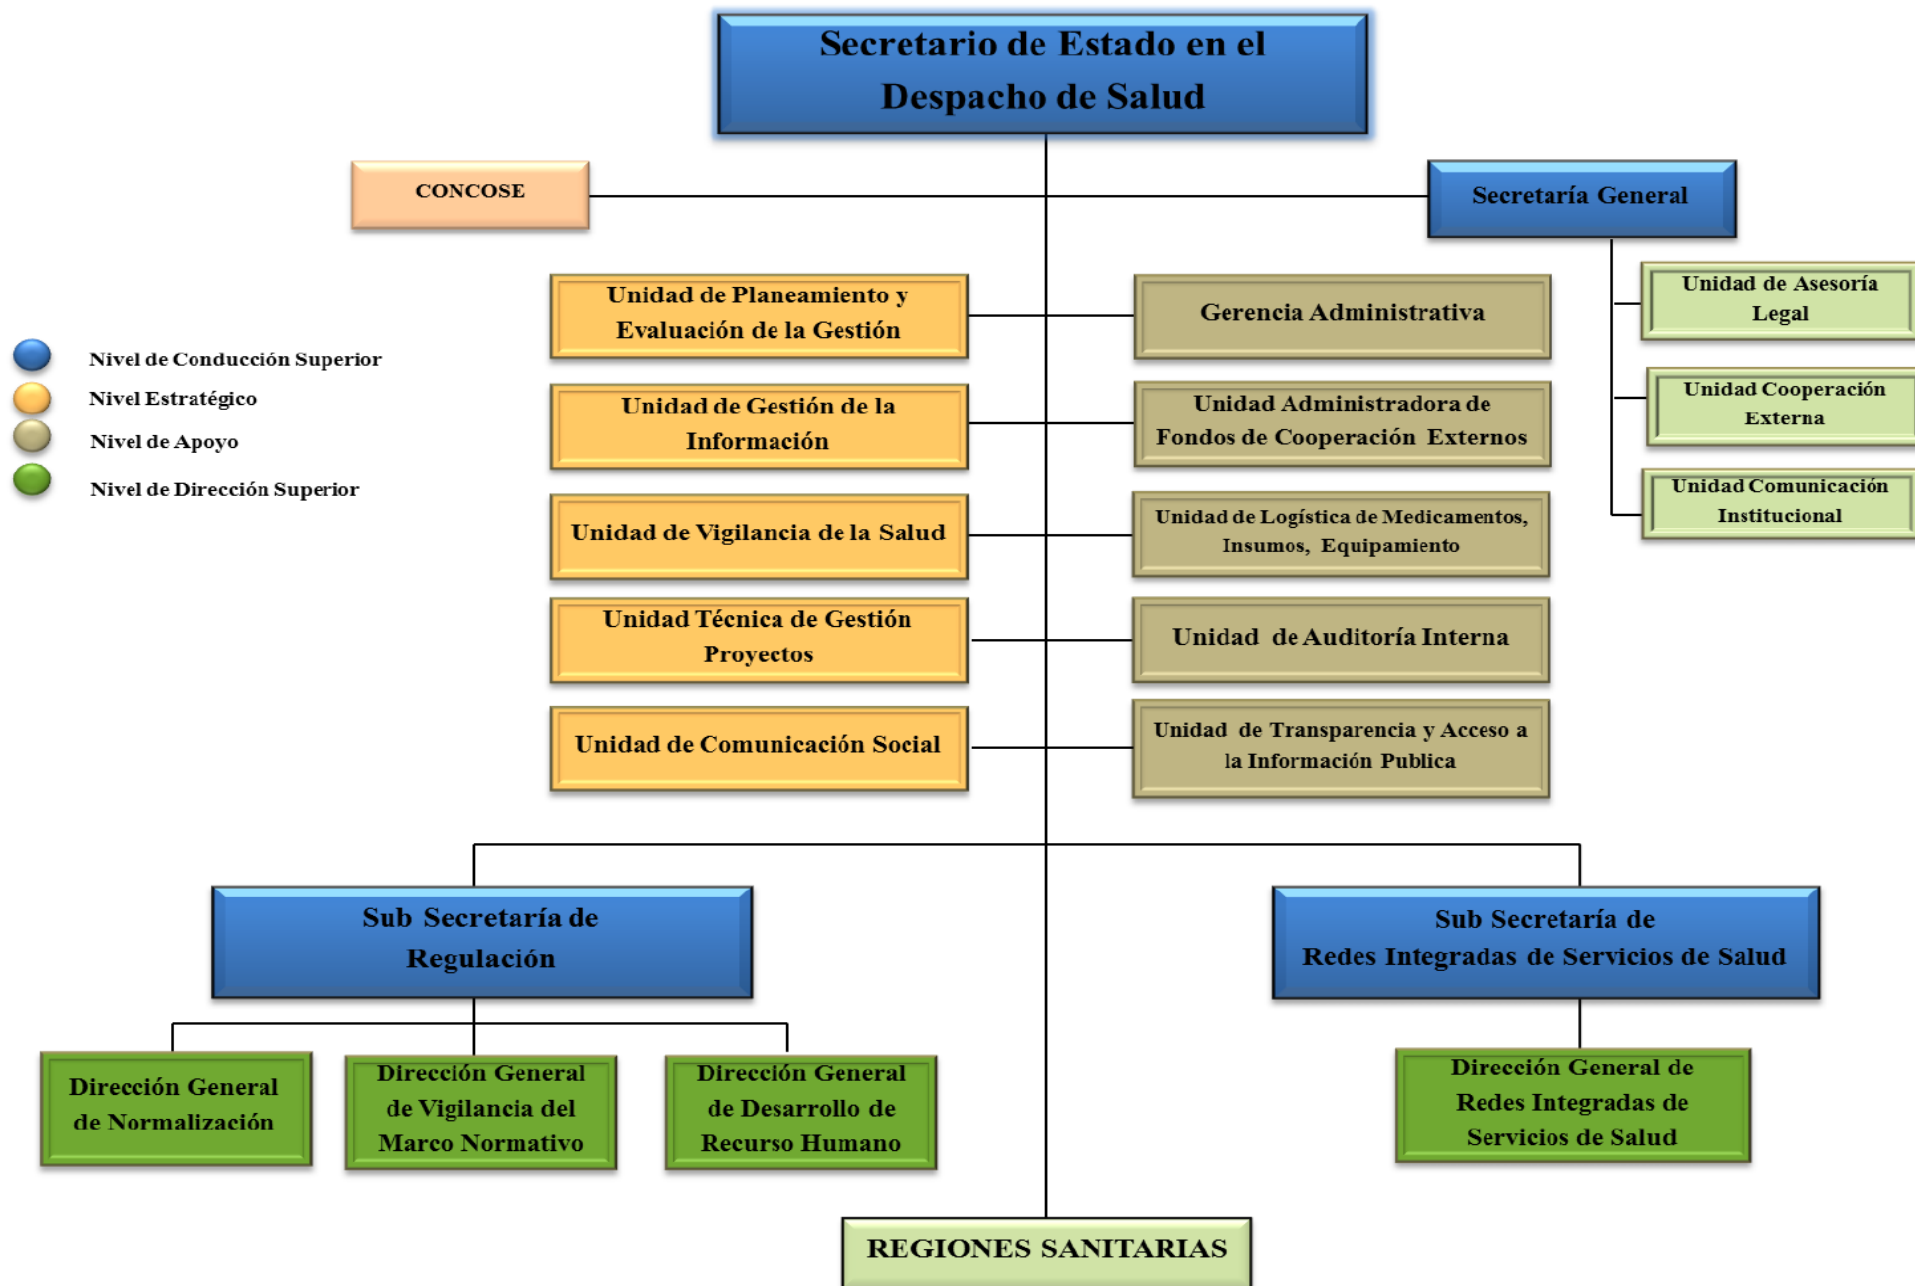 Secretario de Estado en el
Despacho de Salud
CONCOSE
Secretaría General
Unidad de Asesoría
Legal
Unidad Cooperación
Externa
Unidad Comunicación
Institucional
Unidad de Planeamiento y
Evaluación de la Gestión
Gerencia Administrativa
Unidad de Gestión de la
Información
Unidad Administradora de
Fondos de Cooperación Externos
Unidad de Vigilancia de la Salud
Unidad de Logística de Medicamentos,
Insumos, Equipamiento
Unidad Técnica de Gestión
Proyectos
Unidad de Auditoría Interna
Unidad de Comunicación Social
Unidad de Transparencia y Acceso a
la Información Publica
Nivel de Conducción Superior
Nivel Estratégico
Nivel de Apoyo
Nivel de Dirección Superior
Sub Secretaría de
Regulación
Sub Secretaría de
Redes Integradas de Servicios de Salud
Dirección General
de Normalización
Dirección General
de Vigilancia del
Marco Normativo
Dirección General
de Desarrollo de
Recurso Humano
Dirección General de
Redes Integradas de
Servicios de Salud
REGIONES SANITARIAS